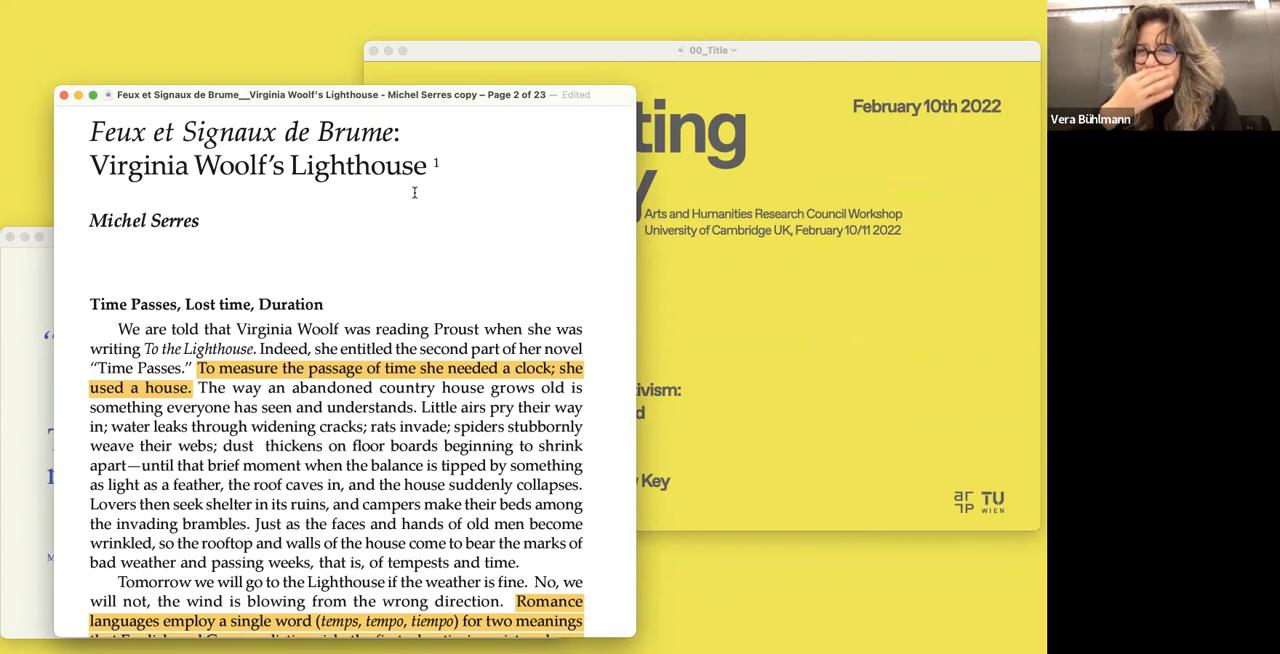 00_Title
February 10th 2022
ting
y
Arts and Humanities Research Council Workshop
University of Cambridge UK, February 10/11 2022
tivism:
d
y Key
TU
WIEN
Vera Bühlmann
Feux et Signaux de Brume__Virginia Woolf's Lighthouse - Michel Serres copy – Page 2 of 23 — Edited
Feux et Signaux de Brume:
Virginia Woolf’s Lighthouse 1
Michel Serres
Time Passes, Lost time, Duration
We are told that Virginia Woolf was reading Proust when she was
writing To the Lighthouse. Indeed, she entitled the second part of her novel
“Time Passes.” To measure the passage of time she needed a clock; she
used a house. The way an abandoned country house grows old is
something everyone has seen and understands. Little airs pry their way
in; water leaks through widening cracks; rats invade; spiders stubbornly
weave their webs; dust thickens on floor boards beginning to shrink
apart—until that brief moment when the balance is tipped by something
as light as a feather, the roof caves in, and the house suddenly collapses.
Lovers then seek shelter in its ruins, and campers make their beds among
the invading brambles. Just as the faces and hands of old men become
wrinkled, so the rooftop and walls of the house come to bear the marks of
bad weather and passing weeks, that is, of tempests and time.
Tomorrow we will go to the Lighthouse if the weather is fine. No, we
will not, the wind is blowing from the wrong direction. Romance
languages employ a single word (temps, tempo, tiempo) for two meanings